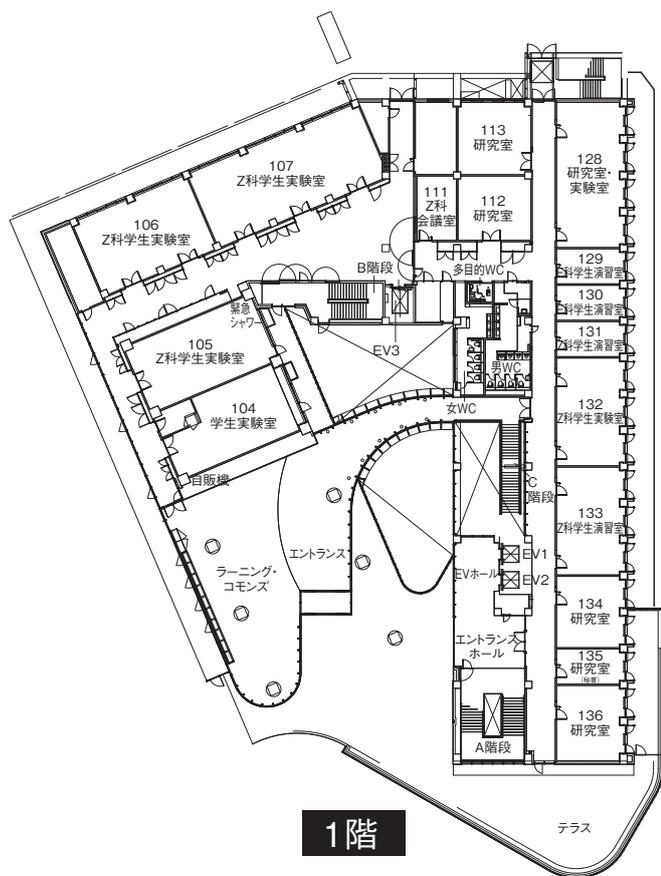 107
Z科学生実験室
106
Z科学生実験室
113
研究室
128
研究室・
実験室
111
Z科
会議室
112
研究室
129
科学生演習室
B階段
多目的WC
130
科学生演習室
緊急
シャワー
131
科学生演習室
105
Z科学生実験室
EV3
男WC
132
Z科学生実験室
104
学生実験室
女WC
自販機
C
階段
133
Z科学生演習室
エントランス
EV1
EVホール
EV2
ラーニング・
コモンズ
134
研究室
エントランス
ホール
135
研究室
136
研究室
A階段
テラス
1階